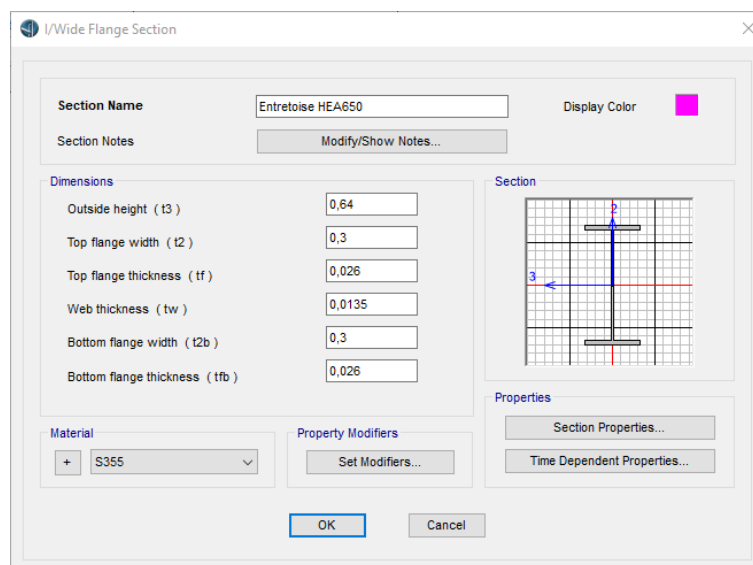 I/Wide Flange Section
Section Name Entretoise HEA650 Display Color
Section Notes Modify/Show Notes...
Dimensions
Outside height ( t3 ) 0,64
Top flange width ( t2 ) 0,3
Top flange thickness ( tf ) 0,026
Web thickness ( tw ) 0,0135
Bottom flange width ( t2b ) 0,3
Bottom flange thickness ( tfb ) 0,026
Section
2
3
Properties
Section Properties...
Time Dependent Properties...
Material
+ S355
Property Modifiers
Set Modifiers...
OK Cancel